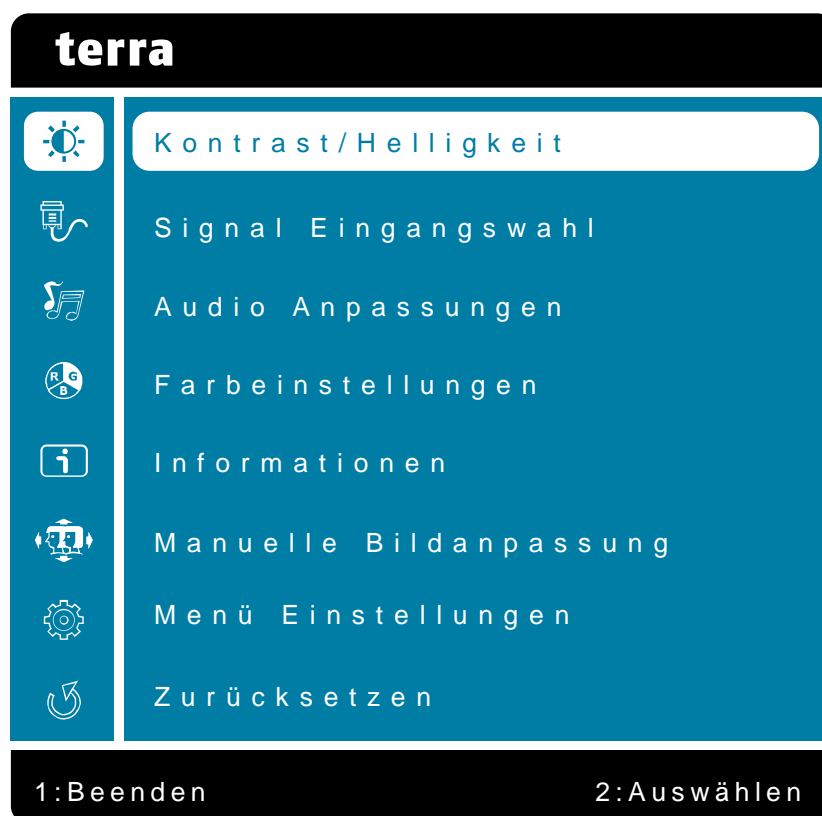 terra
Kontrast/Helligkeit
Signal Eingangswahl
Audio Anpassungen
R G
B
Farbeinstellungen
i
Informationen
Manuelle Bildanpassung
Menü Einstellungen
Zurücksetzen
1:Beenden 2:Auswählen